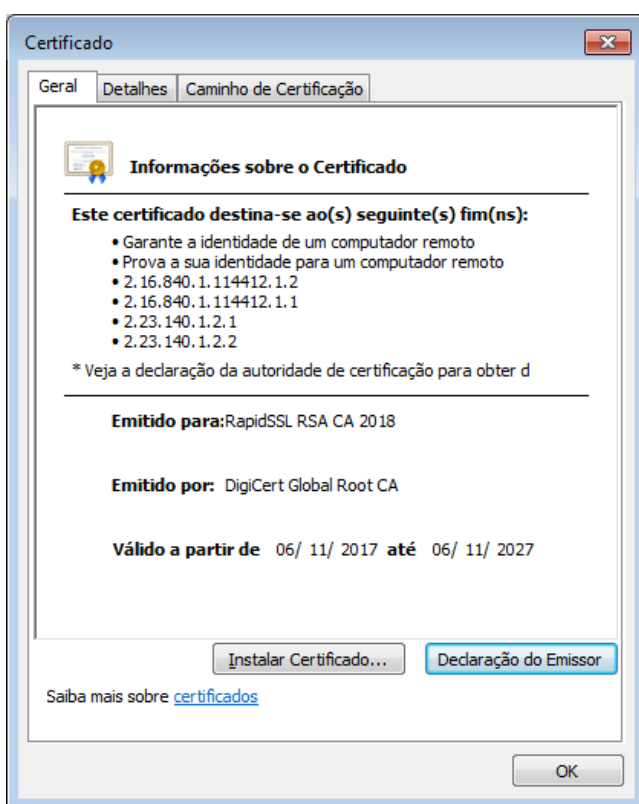 Certificado
Geral Detalhes Caminho de Certificação
Informações sobre o Certificado
Este certificado destina-se ao(s) seguinte(s) fim(ns):
• Garante a identidade de um computador remoto
• Prova a sua identidade para um computador remoto
• 2.16.840.1.114412.1.2
• 2.16.840.1.114412.1.1
• 2.23.140.1.2.1
• 2.23.140.1.2.2
* Veja a declaração da autoridade de certificação para obter d
Emitido para:RapidSSL RSA CA 2018
Emitido por: DigiCert Global Root CA
Válido a partir de 06/ 11/ 2017 até 06/ 11/ 2027
Instalar Certificado... Declaração do Emissor
Saiba mais sobre certificados
OK